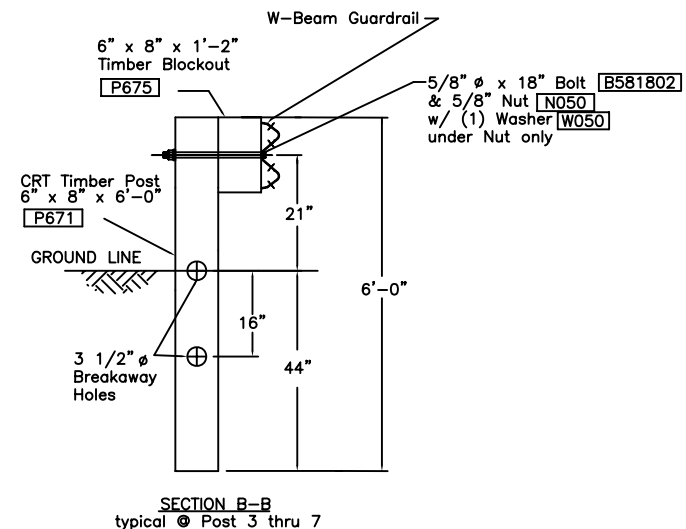 W-Beam Guardrail
6" x 8" x 1'-2"
Timber Blockout
P675
5/8" ⌀ x 18" Bolt B581802
& 5/8" Nut N050
w/ (1) Washer W050
under Nut only
CRT Timber Post
6" x 8" x 6'-0"
P671
21"
GROUND LINE
6'-0"
16"
3 1/2" ⌀
Breakaway
Holes
44"
SECTION B-B
typical @ Post 3 thru 7